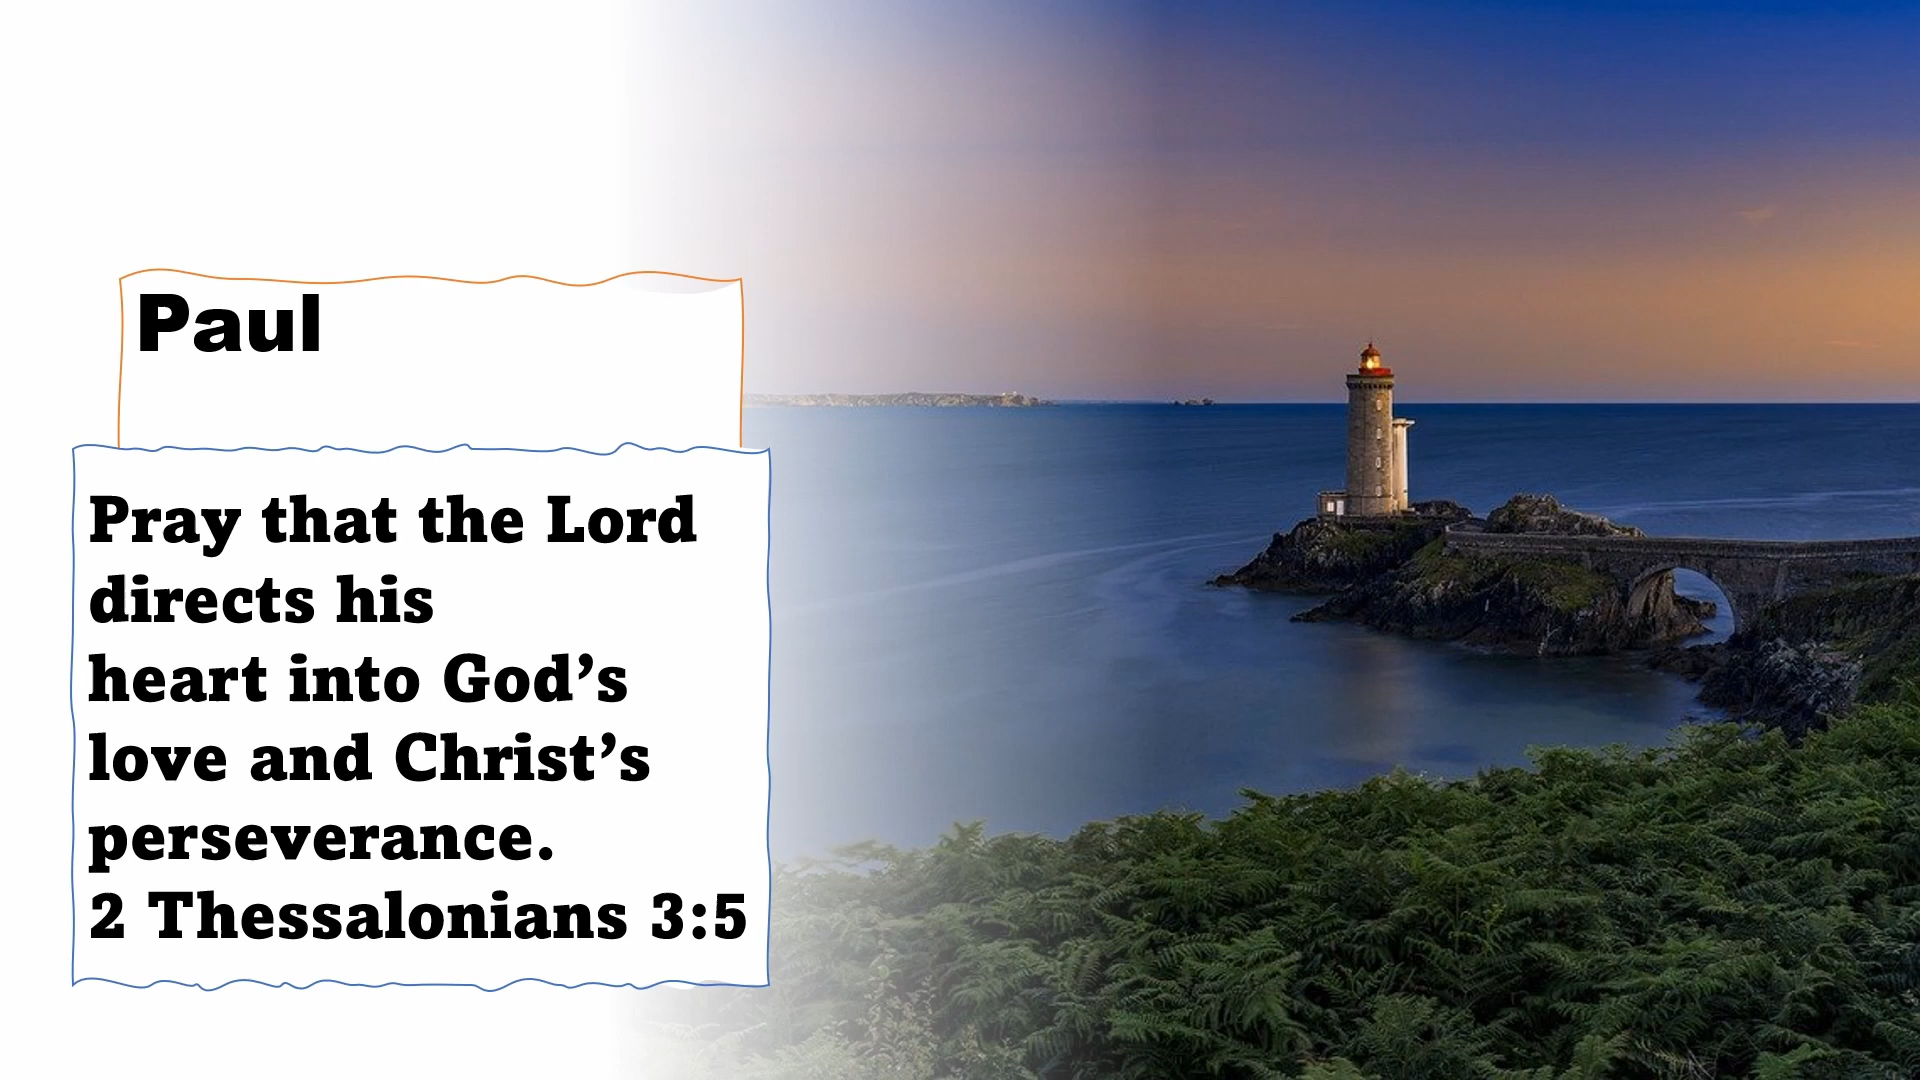 Paul
Pray that the Lord
directs his
heart into God’s
love and Christ’s
perseverance.
2 Thessalonians 3:5